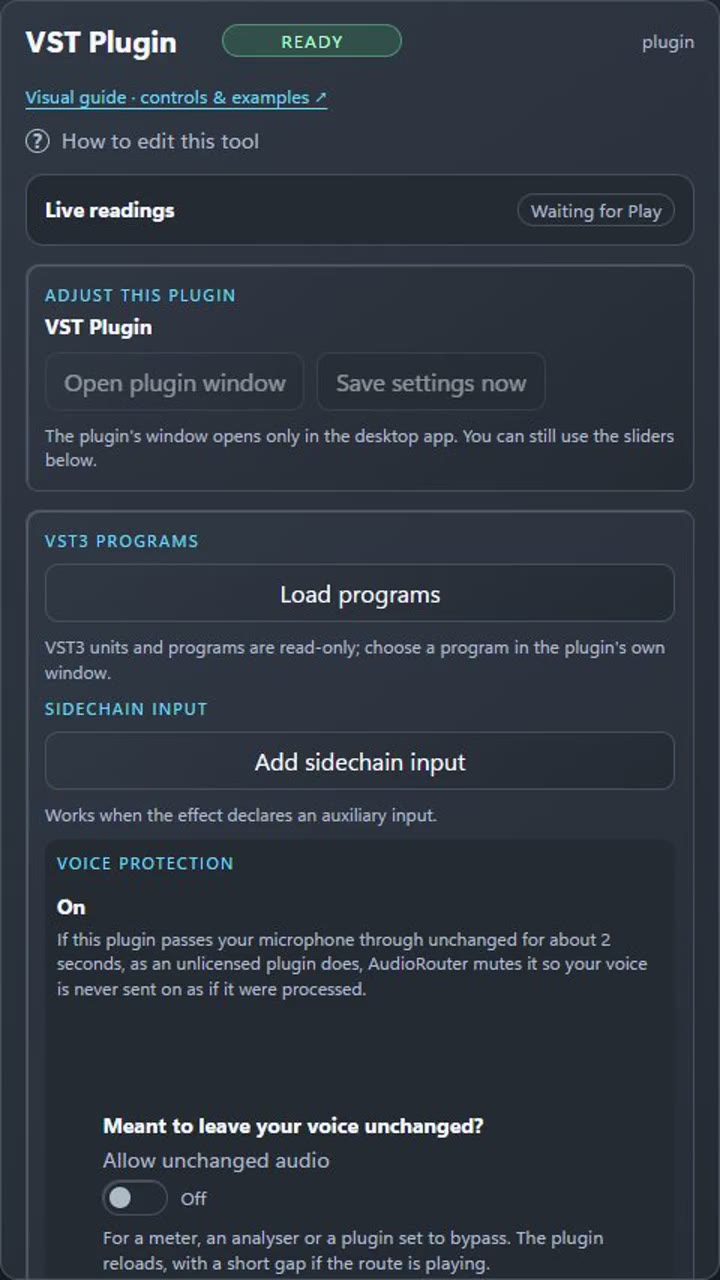 VST Plugin
READY
plugin
Visual guide · controls & examples ↗
? How to edit this tool
Live readings
Waiting for Play
ADJUST THIS PLUGIN
VST Plugin
Open plugin window
Save settings now
The plugin's window opens only in the desktop app. You can still use the sliders
below.
VST3 PROGRAMS
Load programs
VST3 units and programs are read-only; choose a program in the plugin's own
window.
SIDECHAIN INPUT
Add sidechain input
Works when the effect declares an auxiliary input.
VOICE PROTECTION
On
If this plugin passes your microphone through unchanged for about 2
seconds, as an unlicensed plugin does, AudioRouter mutes it so your voice
is never sent on as if it were processed.
Meant to leave your voice unchanged?
Allow unchanged audio
Off
For a meter, an analyser or a plugin set to bypass. The plugin
reloads, with a short gap if the route is playing.